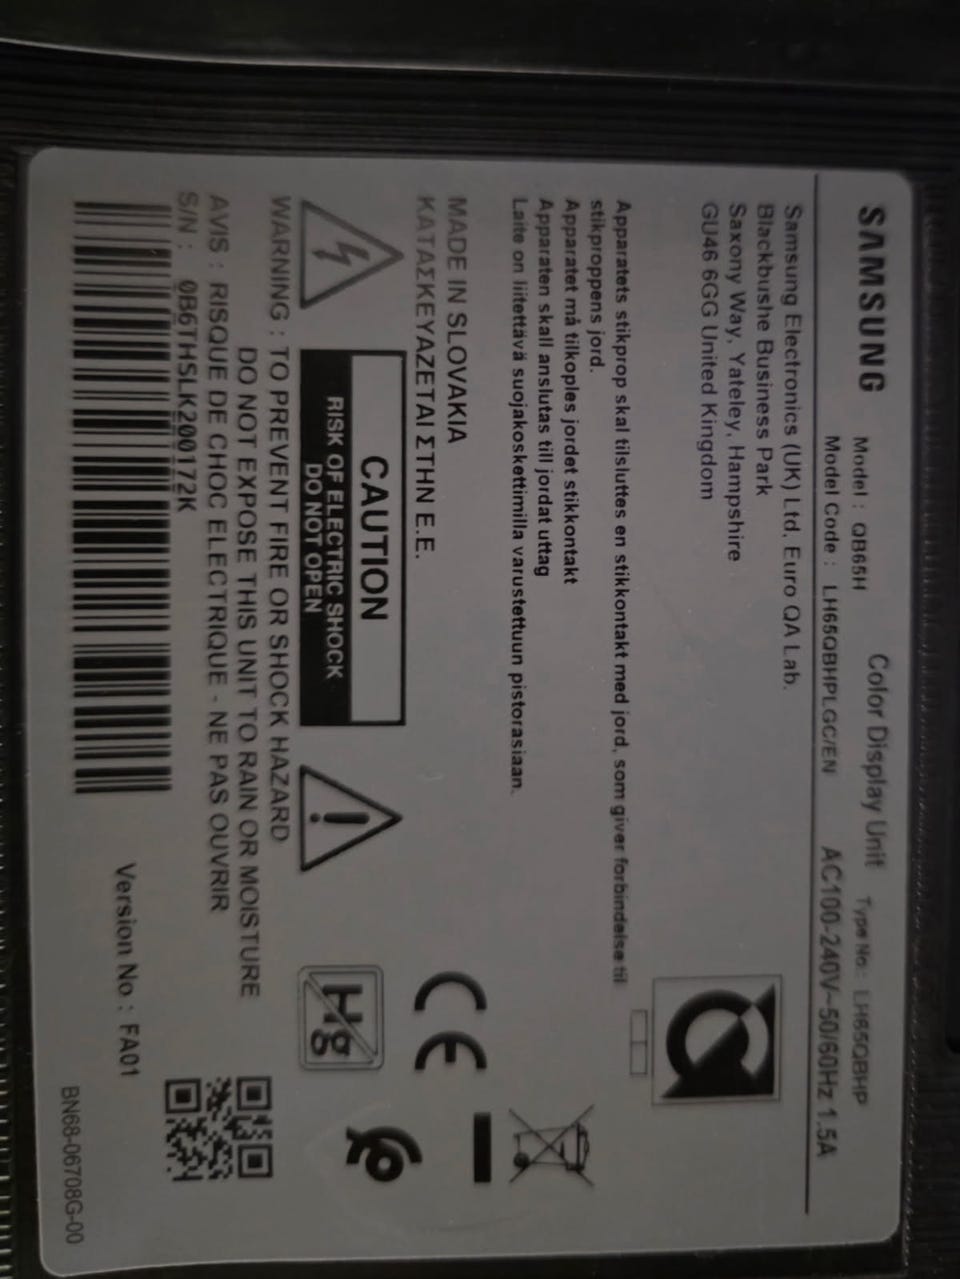 SAMSUNG
Color Display Unit
Type No.: LH65QBHP
Model : QB65H
Model Code : LH65QBHPLGC/EN
AC100-240V~50/60Hz 1.5A
Samsung Electronics (UK) Ltd, Euro QA Lab.
Blackbushe Business Park
Saxony Way, Yateley, Hampshire
GU46 6GG United Kingdom
Apparatets stikprop skal tilsluttes en stikkontakt med jord, som giver forbindelse til
stikproppens jord.
Apparatet må tilkoples jordet stikkontakt
Apparaten skall anslutas till jordat uttag
Laite on liitettävä suojakoskettimilla varustettuun pistorasiaan.
MADE IN SLOVAKIA
ΚΑΤΑΣΚΕΥΑΖΕΤΑΙ ΣΤΗΝ Ε.Ε.
CE
CAUTION
RISK OF ELECTRIC SHOCK
DO NOT OPEN
Hg
WARNING : TO PREVENT FIRE OR SHOCK HAZARD
DO NOT EXPOSE THIS UNIT TO RAIN OR MOISTURE
AVIS : RISQUE DE CHOC ELECTRIQUE - NE PAS OUVRIR
S/N : 0B6THSLK200172K
Version No : FA01
BN68-06708G-00